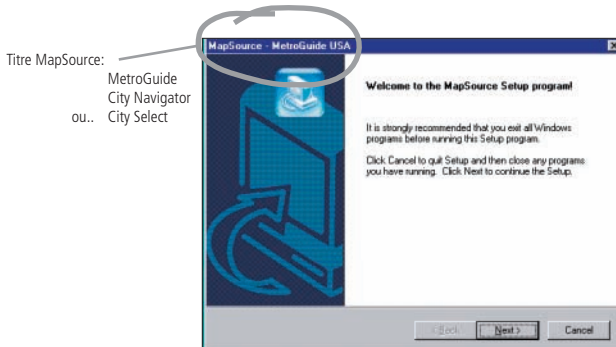 MapSource - MetroGuide USA
Titre MapSource:
MetroGuide
City Navigator
ou.. City Select
Welcome to the MapSource Setup program!
It is strongly recommended that you exit all Windows
programs before running this Setup program.
Click Cancel to quit Setup and then close any programs
you have running. Click Next to continue the Setup.
< Back
Next >
Cancel